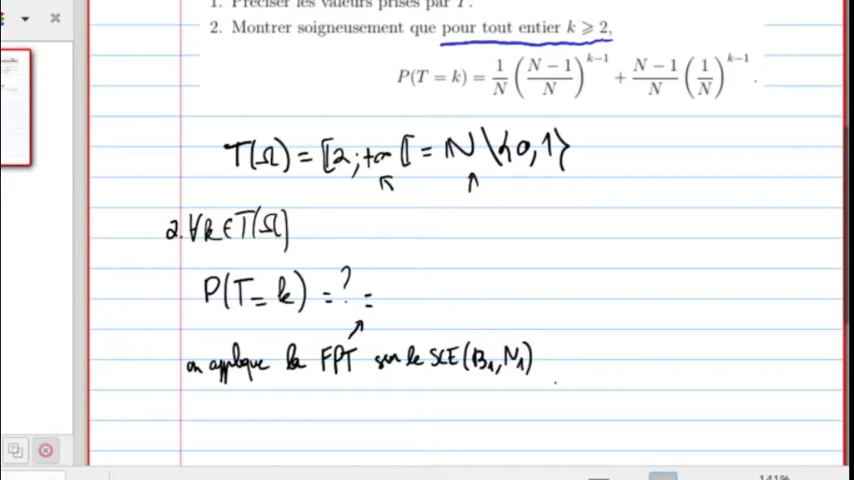 1. Préciser les valeurs prises par T.
2. Montrer soigneusement que pour tout entier k ⩾ 2,
P(T = k) = 1/N ((N − 1)/N)^{k−1} + (N − 1)/N (1/N)^{k−1} .
T(Ω) = ⟦2 ; +∞⟦ = ℕ \ {0,1}
2. ∀k ∈ T(Ω)
P(T = k) = ? =
on applique la FPT sur le SCE (B₁, N₁)
141%